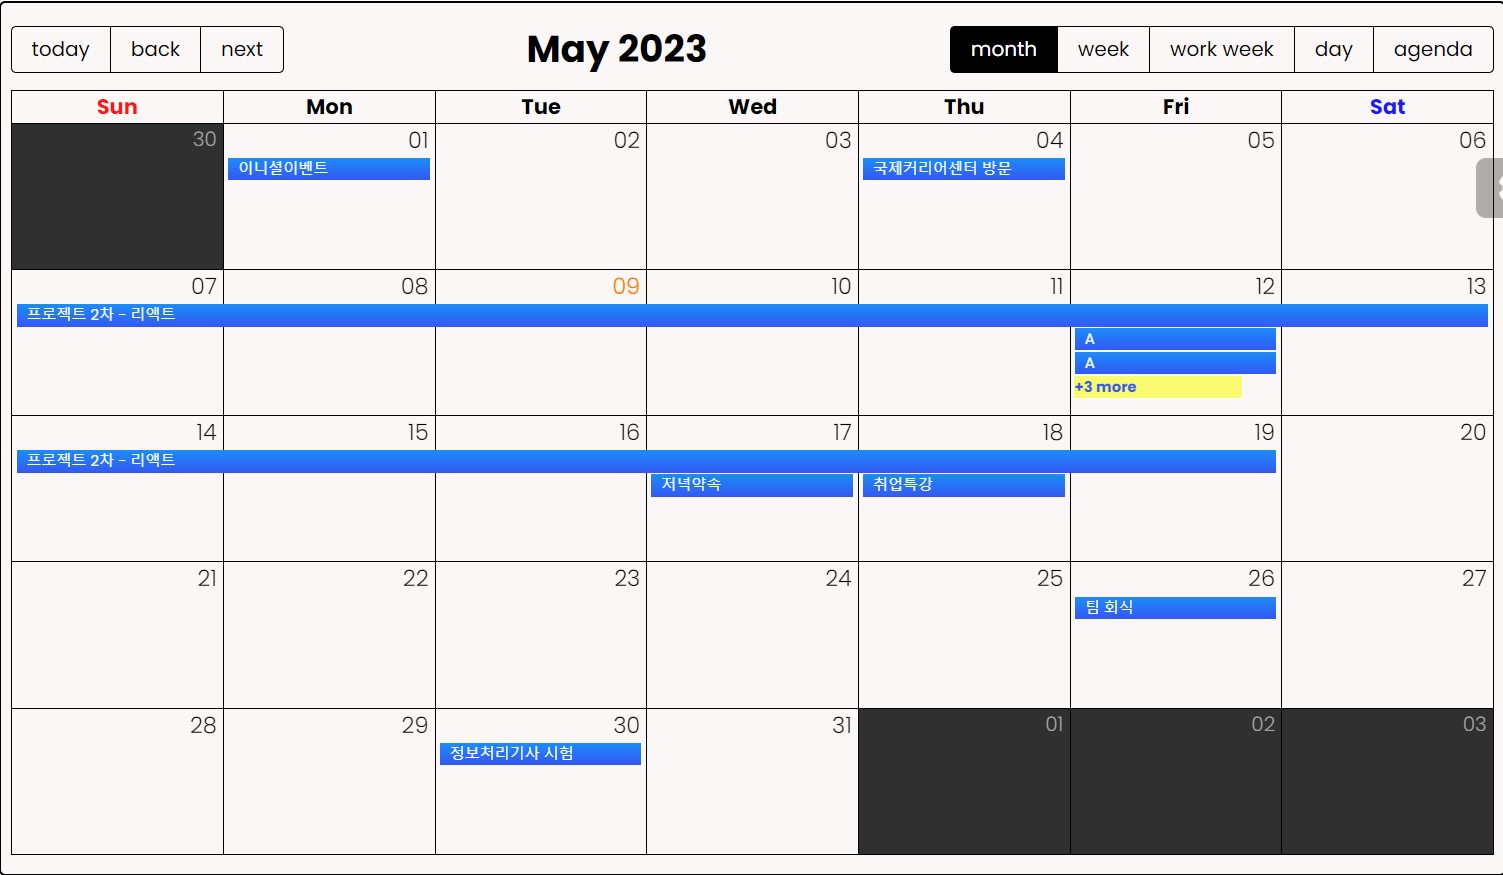 today back next May 2023 month week work week day agenda
Sun Mon Tue Wed Thu Fri Sat
30 01 02 03 04 05 06
이니셜이벤트 국제커리어센터 방문
07 08 09 10 11 12 13
프로젝트 2차 - 리액트
A
A
+3 more
14 15 16 17 18 19 20
프로젝트 2차 - 리액트
저녁약속 취업특강
21 22 23 24 25 26 27
팀 회식
28 29 30 31 01 02 03
정보처리기사 시험